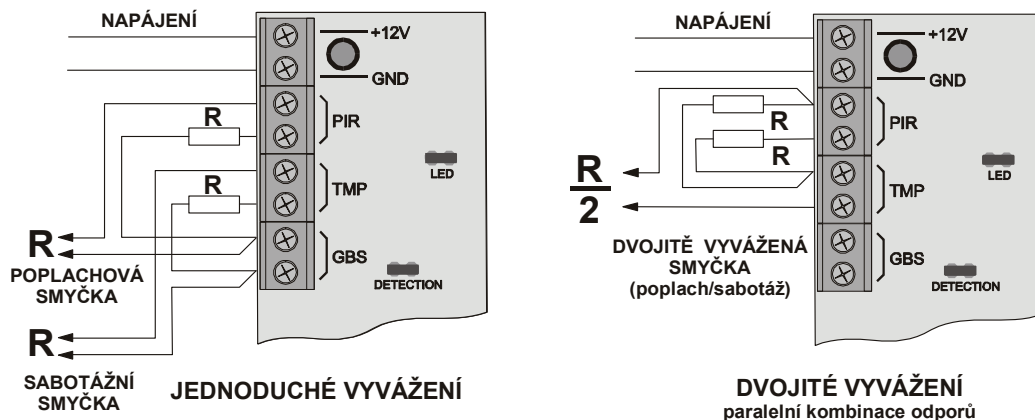 NAPÁJENÍ
+12V
GND
R
PIR
R
TMP
LED
R
GBS
POPLACHOVÁ
SMYČKA
DETECTION
R
SABOTÁŽNÍ
SMYČKA
JEDNODUCHÉ VYVÁŽENÍ
NAPÁJENÍ
+12V
GND
R
PIR
R
R
2
TMP
LED
DVOJITĚ VYVÁŽENÁ
SMYČKA
(poplach/sabotáž)
GBS
DETECTION
DVOJITÉ VYVÁŽENÍ
paralelní kombinace odporů